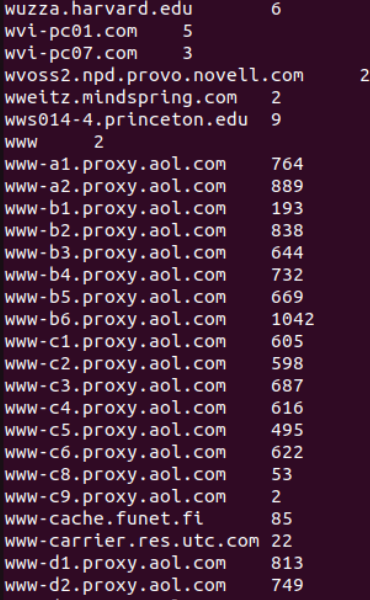 wuzza.harvard.edu 6
wvi-pc01.com 5
wvi-pc07.com 3
wvoss2.npd.provo.novell.com 2
wweitz.mindspring.com 2
wws014-4.princeton.edu 9
www 2
www-a1.proxy.aol.com 764
www-a2.proxy.aol.com 889
www-b1.proxy.aol.com 193
www-b2.proxy.aol.com 838
www-b3.proxy.aol.com 644
www-b4.proxy.aol.com 732
www-b5.proxy.aol.com 669
www-b6.proxy.aol.com 1042
www-c1.proxy.aol.com 605
www-c2.proxy.aol.com 598
www-c3.proxy.aol.com 687
www-c4.proxy.aol.com 616
www-c5.proxy.aol.com 495
www-c6.proxy.aol.com 622
www-c8.proxy.aol.com 53
www-c9.proxy.aol.com 2
www-cache.funet.fi 85
www-carrier.res.utc.com 22
www-d1.proxy.aol.com 813
www-d2.proxy.aol.com 749